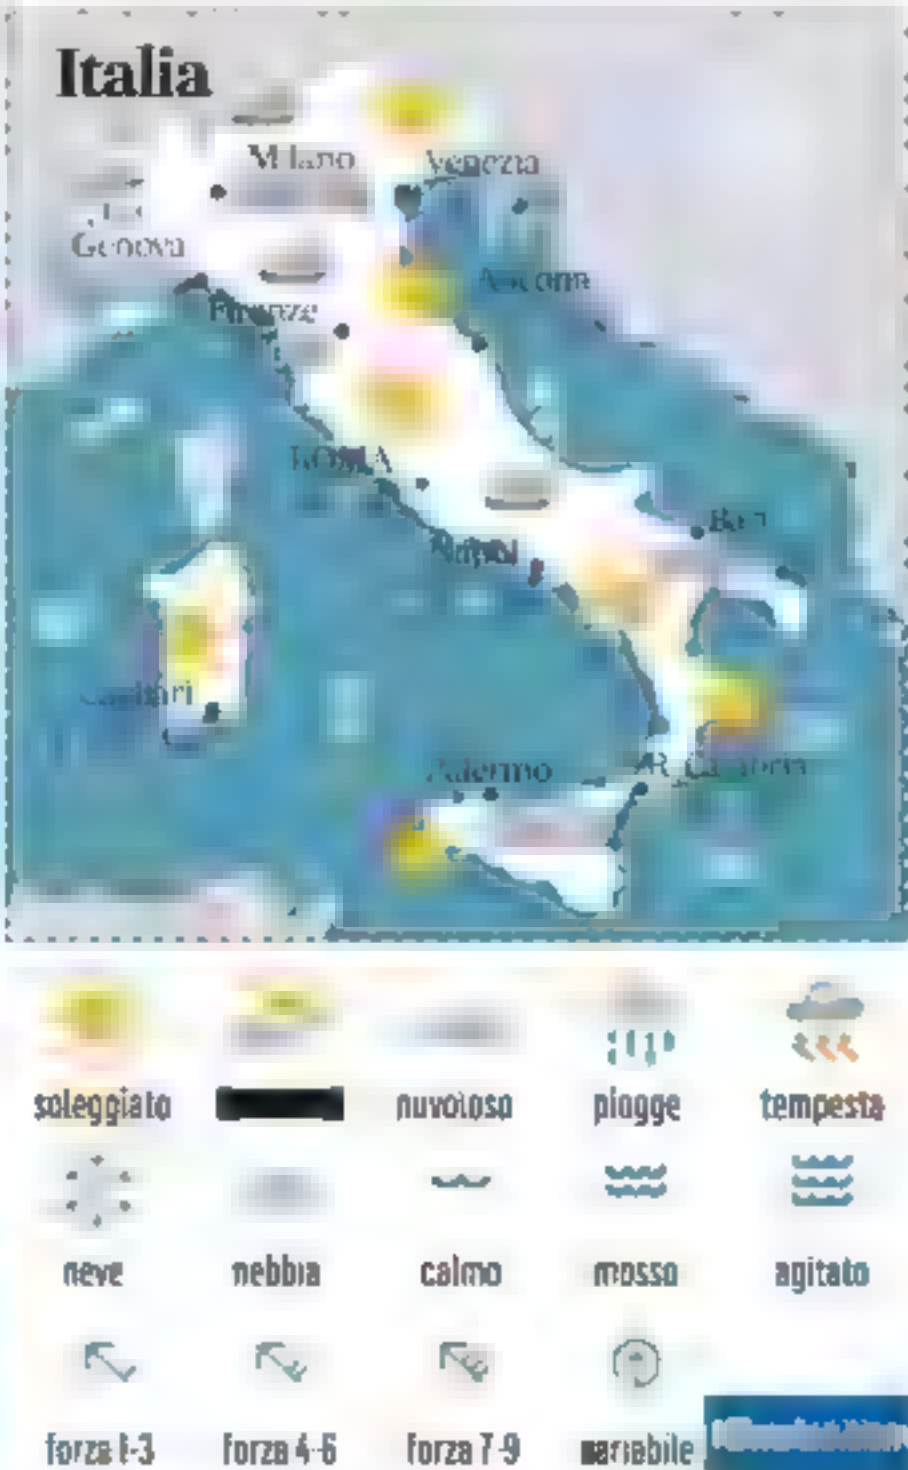 Italia
Milano
Venezia
Genova
Firenze
Ancona
ROMA
Bari
Napoli
Cagliari
Palermo
R. Calabria
soleggiato
nuvoloso
piogge
tempesta
neve
nebbia
calmo
mosso
agitato
forza 1-3
forza 4-6
forza 7-9
variabile